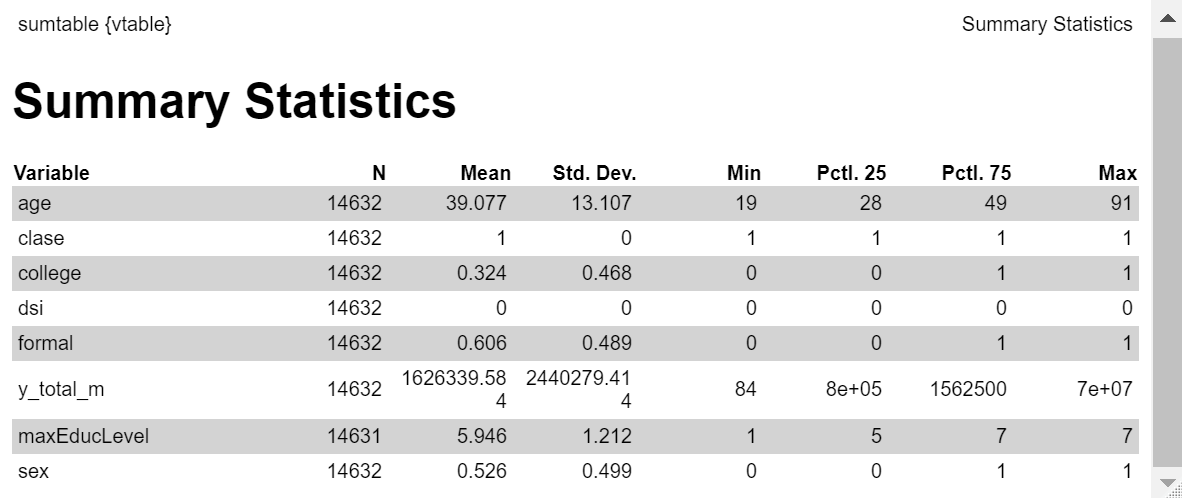 sumtable {vtable} Summary Statistics
Summary Statistics
Variable N Mean Std. Dev. Min Pctl. 25 Pctl. 75 Max
age 14632 39.077 13.107 19 28 49 91
clase 14632 1 0 1 1 1 1
college 14632 0.324 0.468 0 0 1 1
dsi 14632 0 0 0 0 0 0
formal 14632 0.606 0.489 0 0 1 1
y_total_m 14632 1626339.584 2440279.414 84 8e+05 1562500 7e+07
maxEducLevel 14631 5.946 1.212 1 5 7 7
sex 14632 0.526 0.499 0 0 1 1